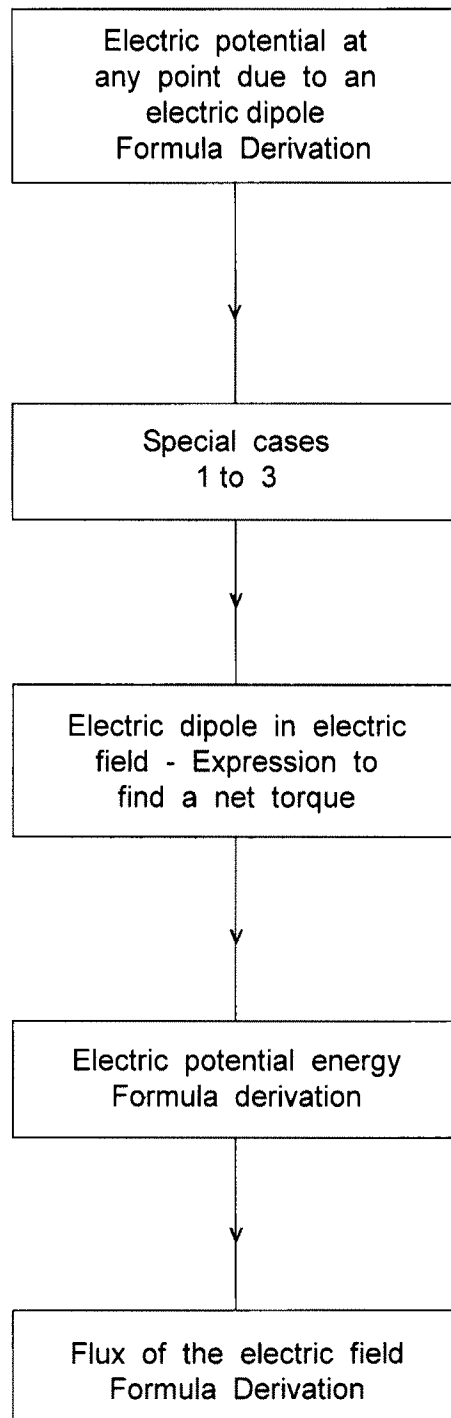 Electric potential at
any point due to an
electric dipole
Formula Derivation
Special cases
1 to 3
Electric dipole in electric
field - Expression to
find a net torque
Electric potential energy
Formula derivation
Flux of the electric field
Formula Derivation